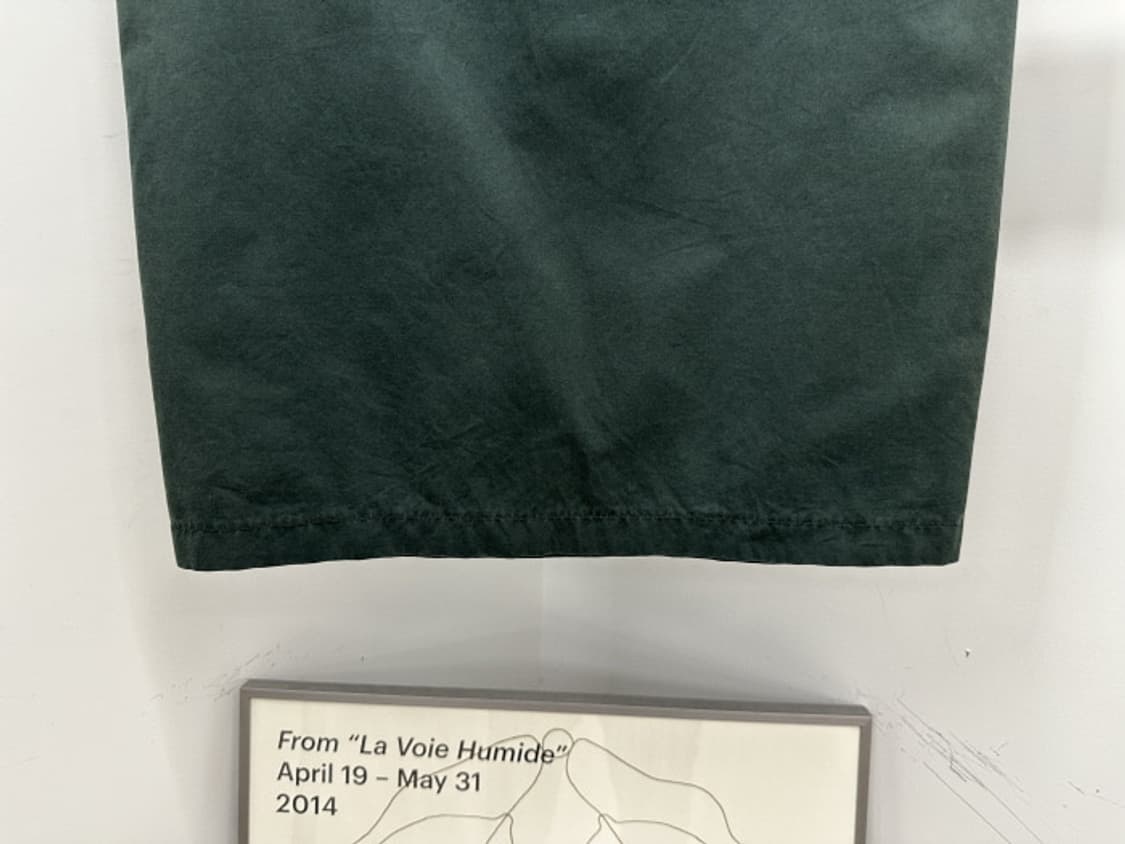 From “La Voie Humide”
April 19 – May 31
2014